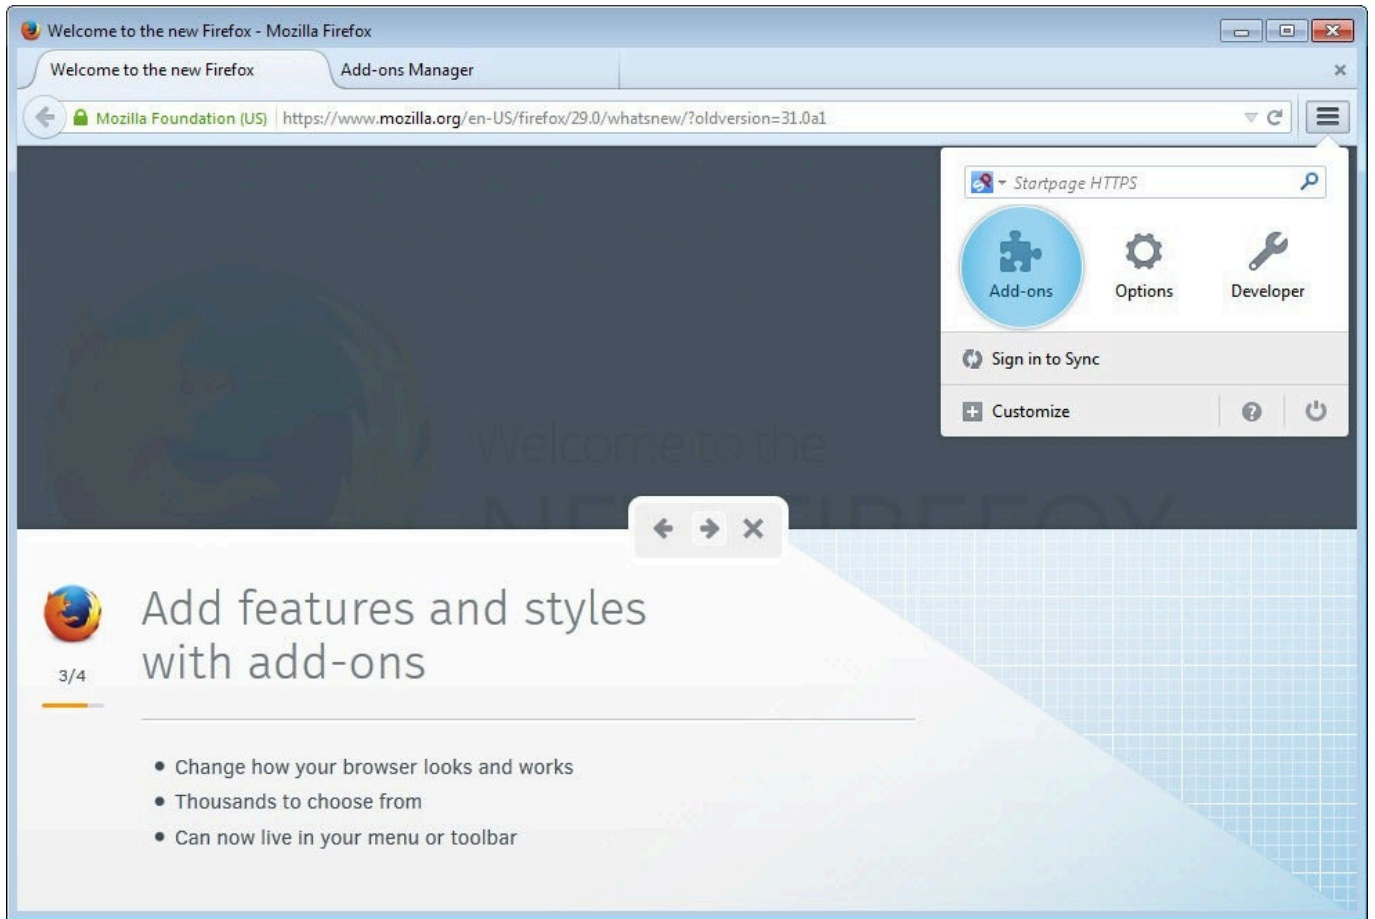 Welcome to the new Firefox - Mozilla Firefox
Welcome to the new Firefox
Add-ons Manager
Mozilla Foundation (US) https://www.mozilla.org/en-US/firefox/29.0/whatsnew/?oldversion=31.0a1
Startpage HTTPS
Add-ons Options Developer
Sign in to Sync
Customize
Welcome to the
NEW FIREFOX
Add features and styles
with add-ons
3/4
Change how your browser looks and works
Thousands to choose from
Can now live in your menu or toolbar